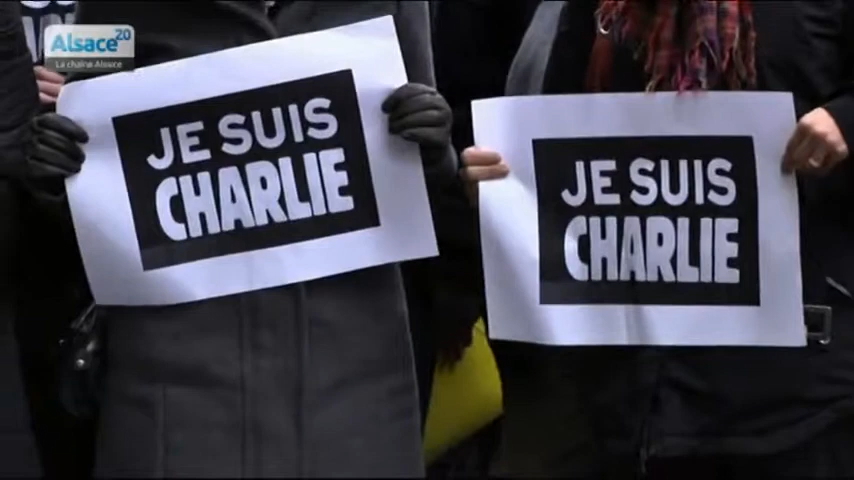 Alsace20
La chaîne Alsace
JE SUIS
CHARLIE
JE SUIS
CHARLIE